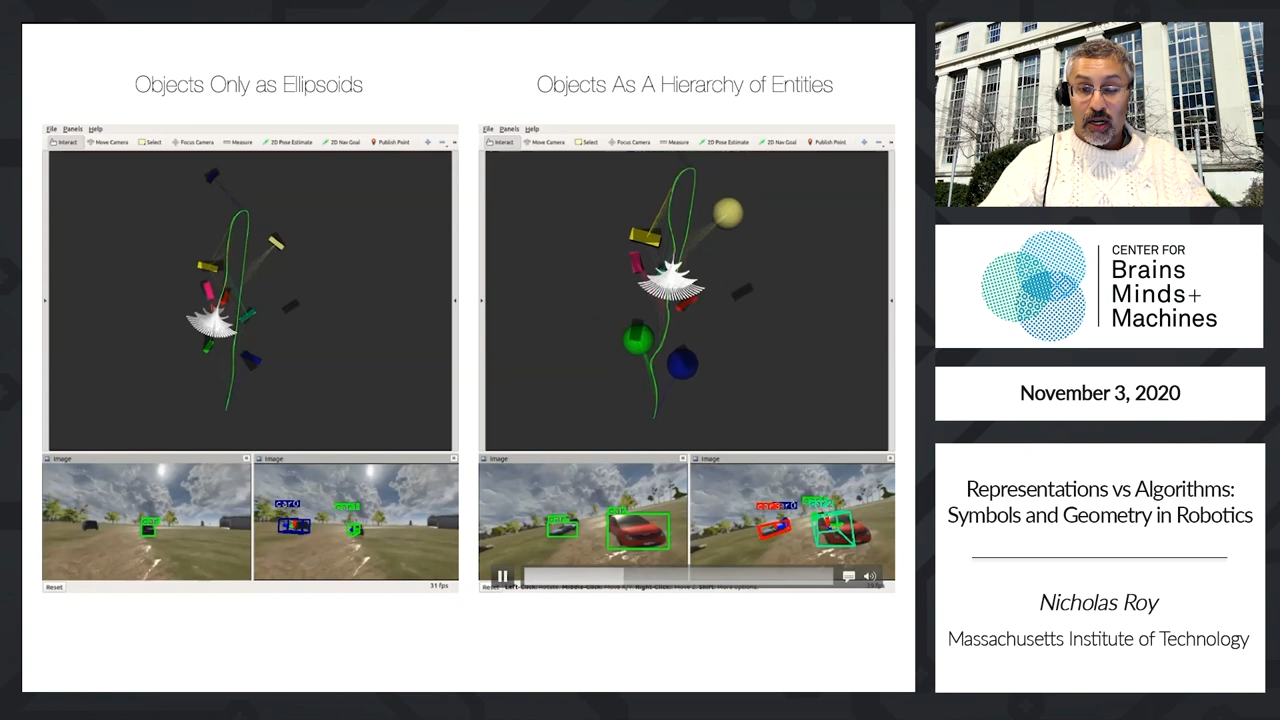 Objects Only as Ellipsoids
Objects As A Hierarchy of Entities
File Panels Help
Interact Move Camera Select Focus Camera Measure 2D Pose Estimate 2D Nav Goal Publish Point
File Panels Help
Interact Move Camera Select Focus Camera Measure 2D Pose Estimate 2D Nav Goal Publish Point
Image
Image
Image
Image
car
car0
Reset
31 fps
CENTER FOR
Brains
Minds+
Machines
November 3, 2020
Representations vs Algorithms:
Symbols and Geometry in Robotics
Nicholas Roy
Massachusetts Institute of Technology